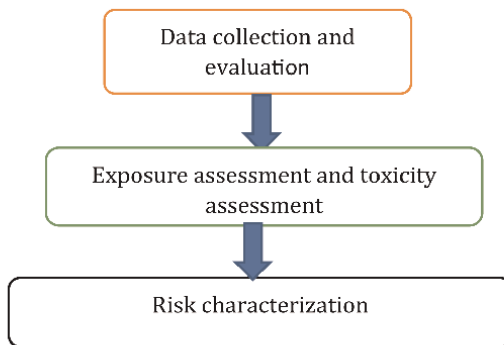 Data collection and
evaluation
Exposure assessment and toxicity
assessment
Risk characterization